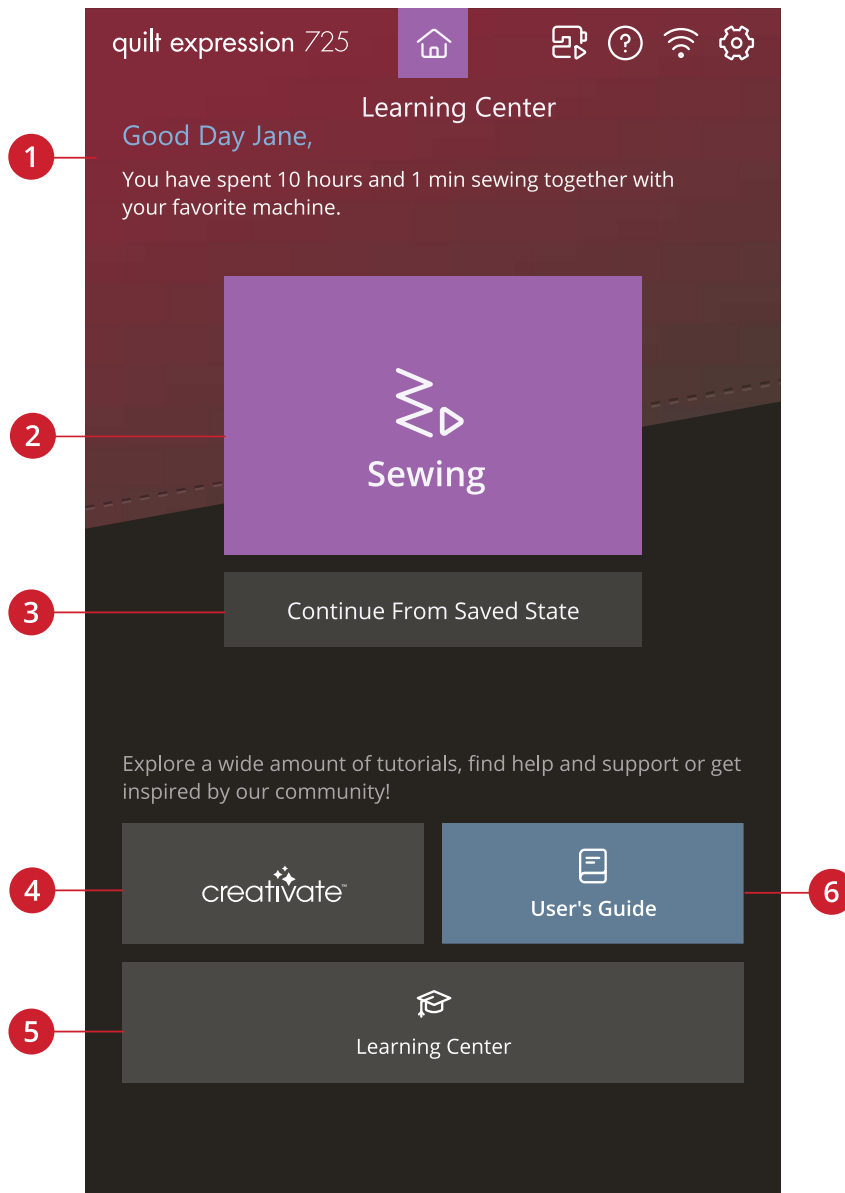 quilt expression 725
Learning Center
1
Good Day Jane,
You have spent 10 hours and 1 min sewing together with
your favorite machine.
2
Sewing
3
Continue From Saved State
Explore a wide amount of tutorials, find help and support or get
inspired by our community!
4
creativate™
User's Guide
6
5
Learning Center